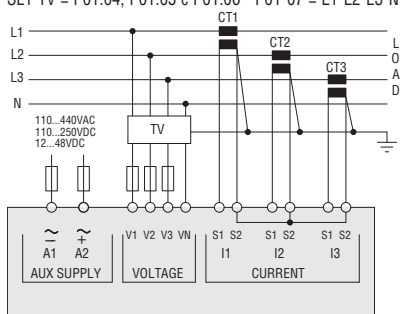 SET TV = P01.04, P01.05 e P01.06 - P01-07 = L1-L2-L3-N
CT1
L1
CT2
L2
CT3
L3
N
L
O
A
D
110...440VAC
110...250VDC
12...48VDC
TV
V1 V2 V3 VN
S1 S2 S1 S2 S1 S2
A1 A2
I1 I2 I3
AUX SUPPLY VOLTAGE CURRENT